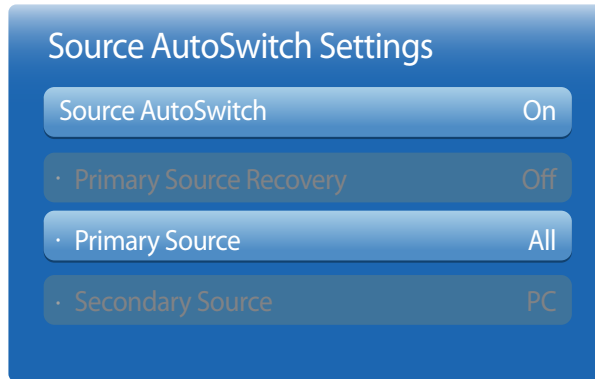 Source AutoSwitch Settings
Source AutoSwitch On
· Primary Source Recovery Off
· Primary Source All
· Secondary Source PC